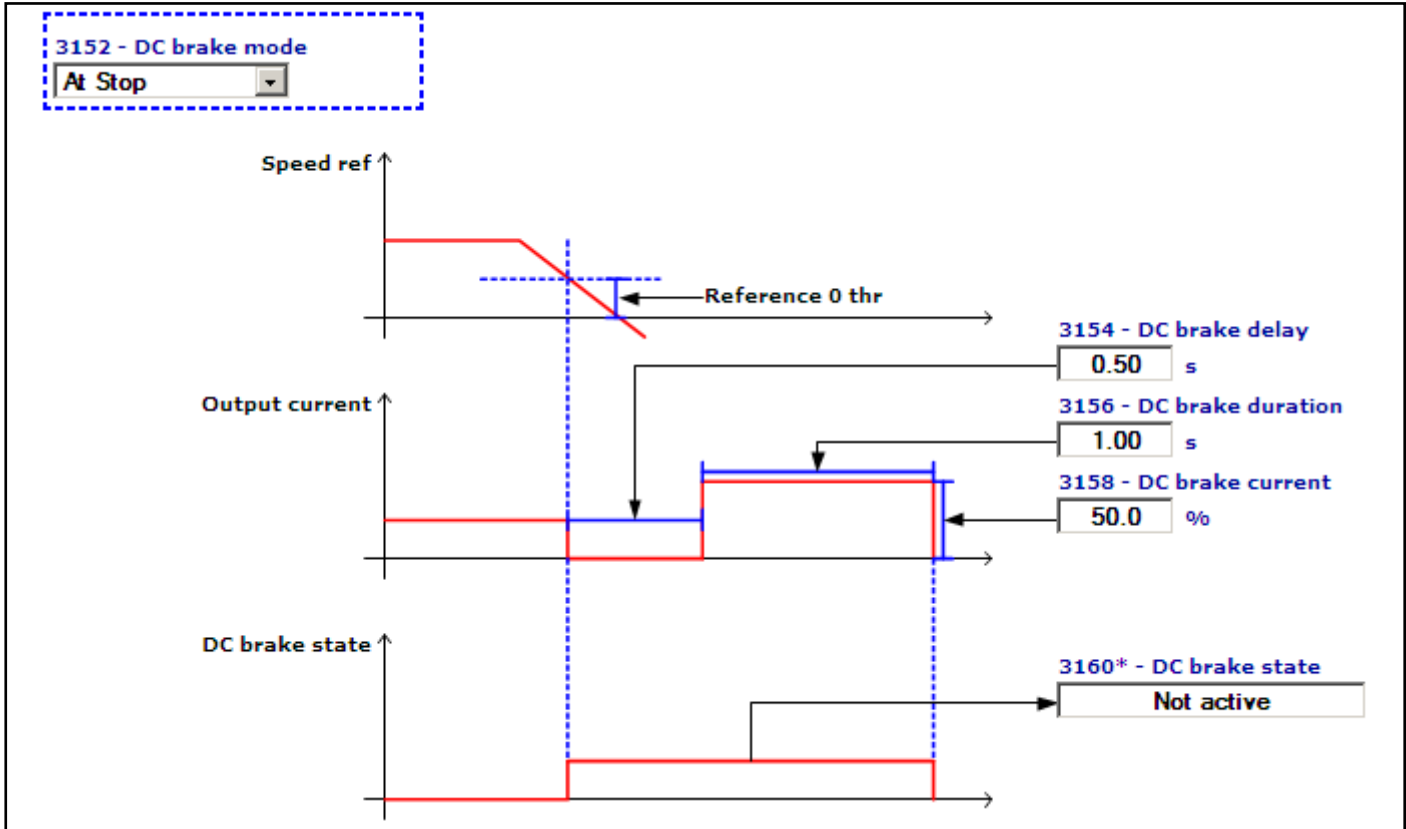 3152 - DC brake mode
At Stop
Speed ref
Reference 0 thr
3154 - DC brake delay
0.50 s
Output current
3156 - DC brake duration
1.00 s
3158 - DC brake current
50.0 %
DC brake state
3160* - DC brake state
Not active